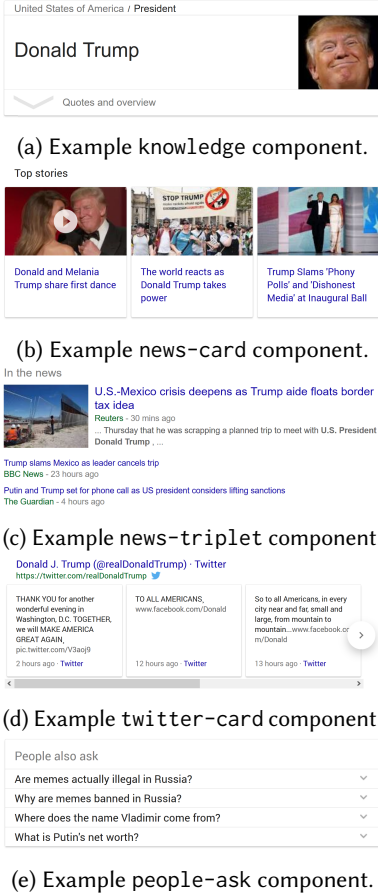 United States of America / President
Donald Trump
Quotes and overview
(a) Example knowledge component.
Top stories
STOP TRUMP
Donald and Melania
Trump share first dance
The world reacts as
Donald Trump takes
power
Trump Slams 'Phony
Polls' and 'Dishonest
Media' at Inaugural Ball
(b) Example news-card component.
In the news
U.S.-Mexico crisis deepens as Trump aide floats border
tax idea
Reuters - 30 mins ago
... Thursday that he was scrapping a planned trip to meet with U.S. President
Donald Trump , ...
Trump slams Mexico as leader cancels trip
BBC News - 23 hours ago
Putin and Trump set for phone call as US president considers lifting sanctions
The Guardian - 4 hours ago
(c) Example news-triplet component
Donald J. Trump (@realDonaldTrump) · Twitter
https://twitter.com/realDonaldTrump
THANK YOU for another
wonderful evening in
Washington, D.C. TOGETHER,
we will MAKE AMERICA
GREAT AGAIN,
pic.twitter.com/V3aoj9
2 hours ago · Twitter
TO ALL AMERICANS,
www.facebook.com/Donald
12 hours ago · Twitter
So to all Americans, in every
city near and far, small and
large, from mountain to
mountain...www.facebook.co
m/Donald
13 hours ago · Twitter
(d) Example twitter-card component
People also ask
Are memes actually illegal in Russia?
Why are memes banned in Russia?
Where does the name Vladimir come from?
What is Putin's net worth?
(e) Example people-ask component.